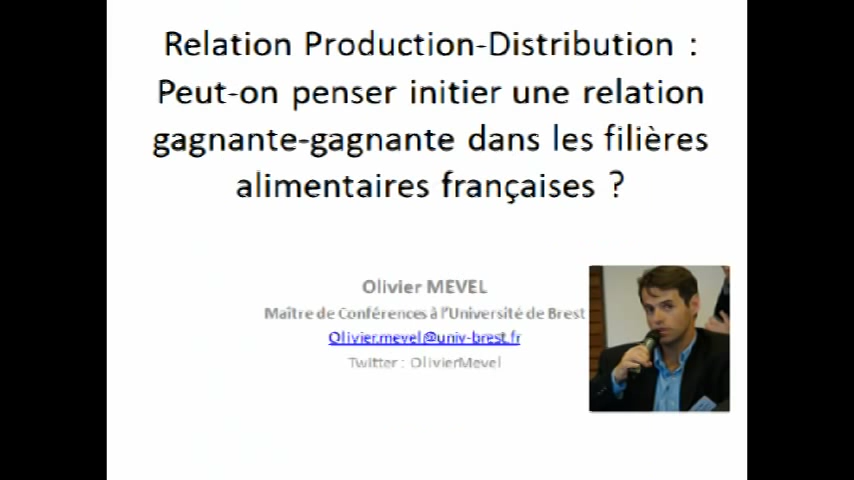 Relation Production-Distribution :
Peut-on penser initier une relation
gagnante-gagnante dans les filières
alimentaires françaises ?
Olivier MEVEL
Maître de Conférences à l'Université de Brest
Olivier.mevel@univ-brest.fr
Twitter : OlivierMevel